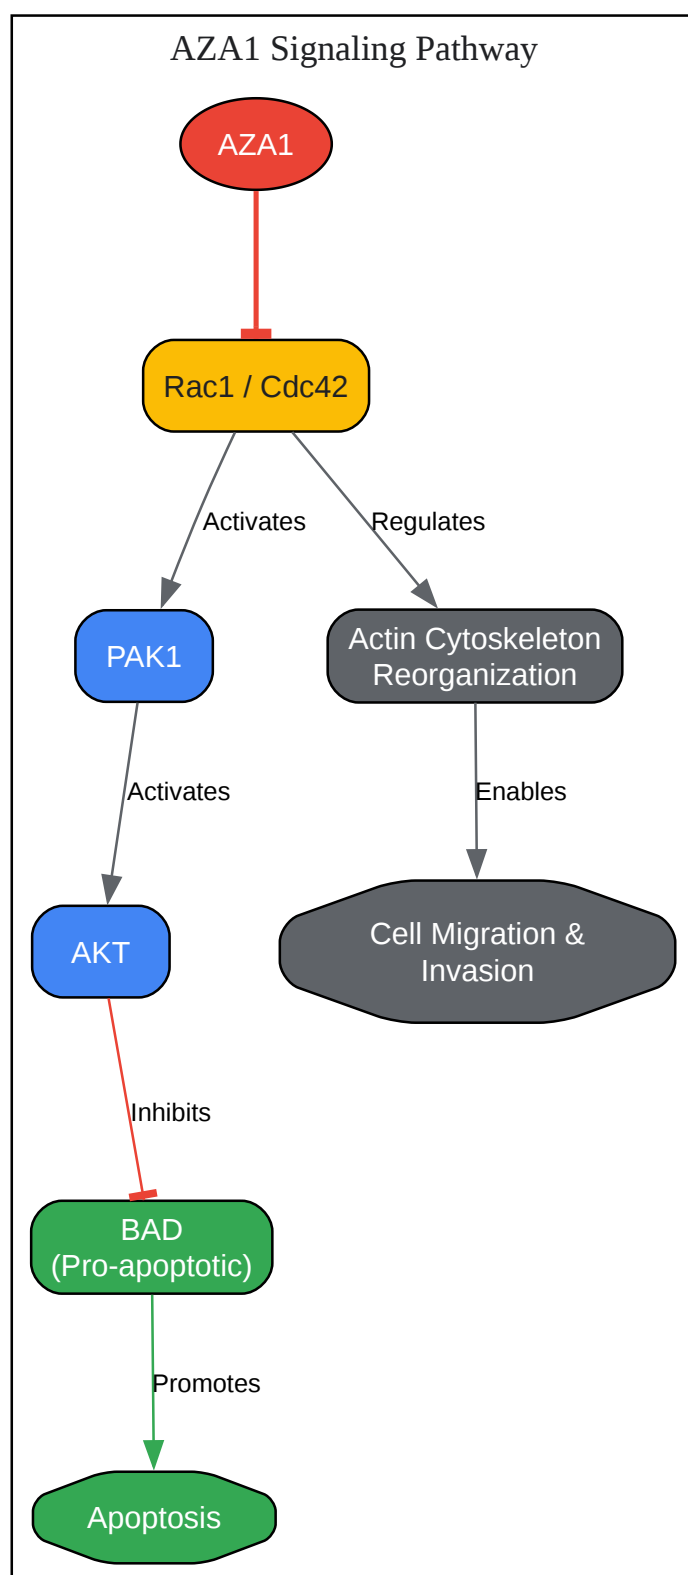 AZA1 Signaling Pathway
AZA1
Rac1 / Cdc42
Activates
Regulates
PAK1
Actin Cytoskeleton
Reorganization
Activates
Enables
AKT
Cell Migration &
Invasion
Inhibits
BAD
(Pro-apoptotic)
Promotes
Apoptosis